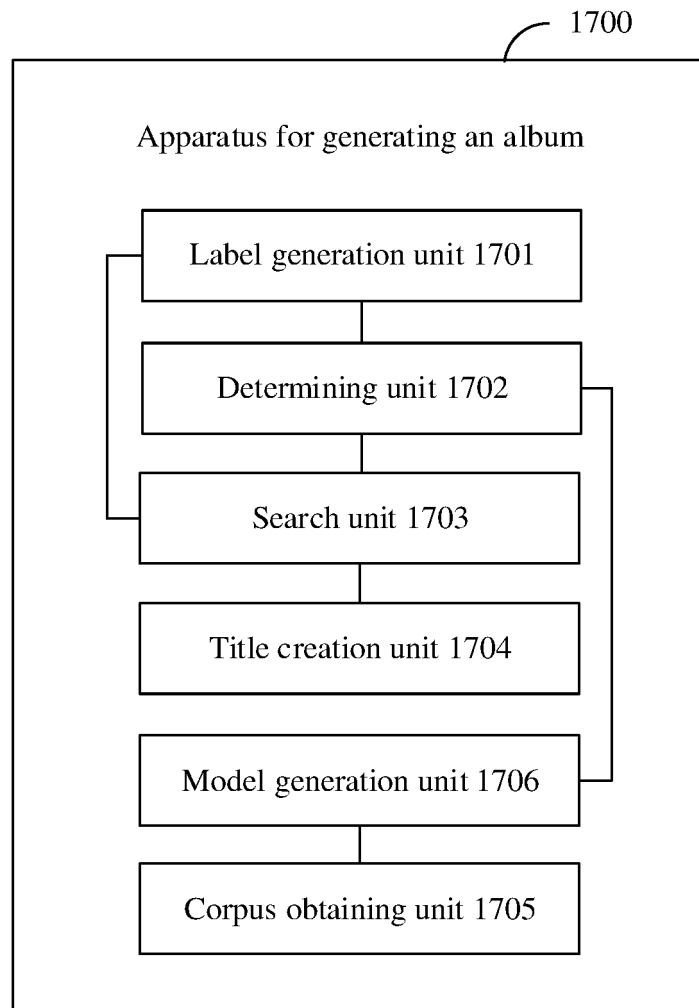 1700
Apparatus for generating an album
Label generation unit 1701
Determining unit 1702
Search unit 1703
Title creation unit 1704
Model generation unit 1706
Corpus obtaining unit 1705